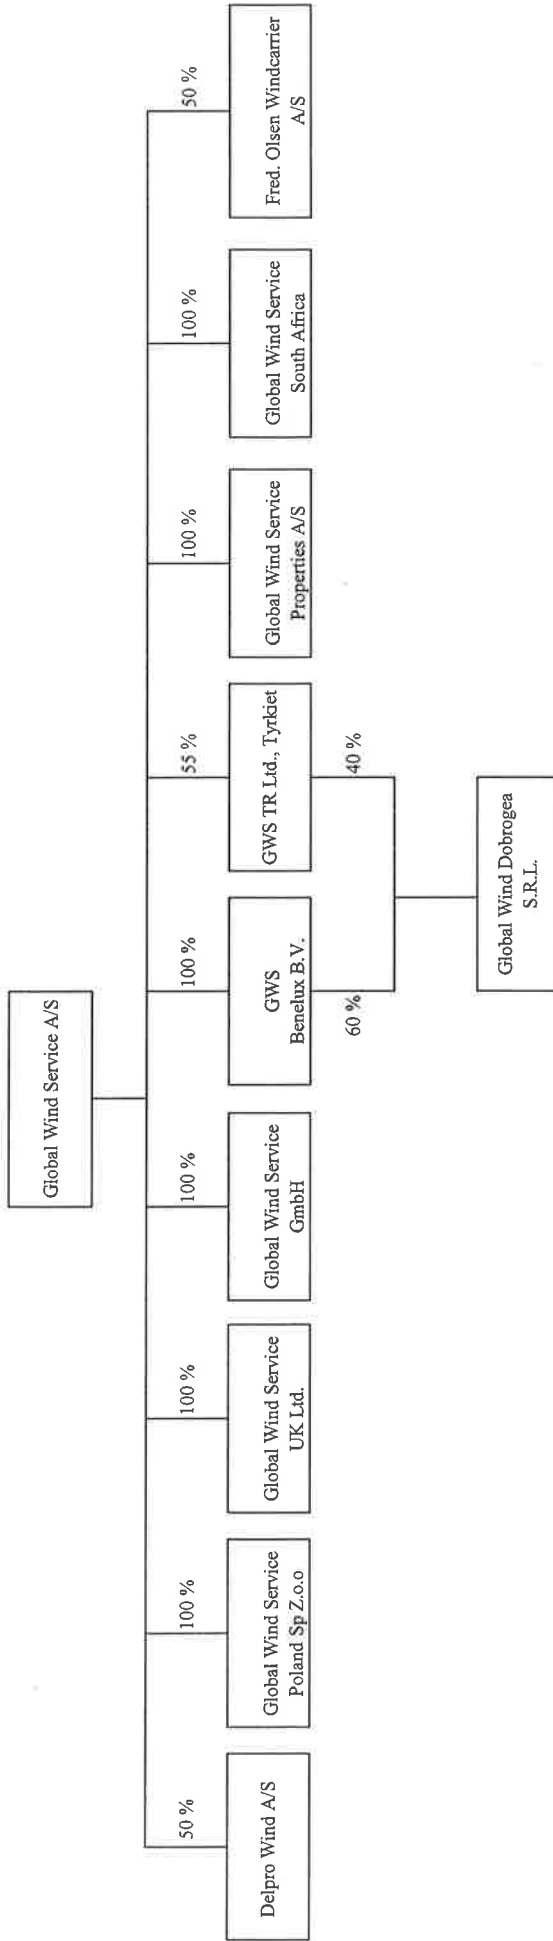 Global Wind Service A/S
50 %
100 %
100 %
100 %
100 %
55 %
100 %
100 %
50 %
Delpro Wind A/S
Global Wind Service
Poland Sp Z.o.o
Global Wind Service
UK Ltd.
Global Wind Service
GmbH
GWS
Benelux B.V.
GWS TR Ltd., Tyrkiet
Global Wind Service
Properties A/S
Global Wind Service
South Africa
Fred. Olsen Windcarrier
A/S
60 %
40 %
Global Wind Dobrogea
S.R.L.